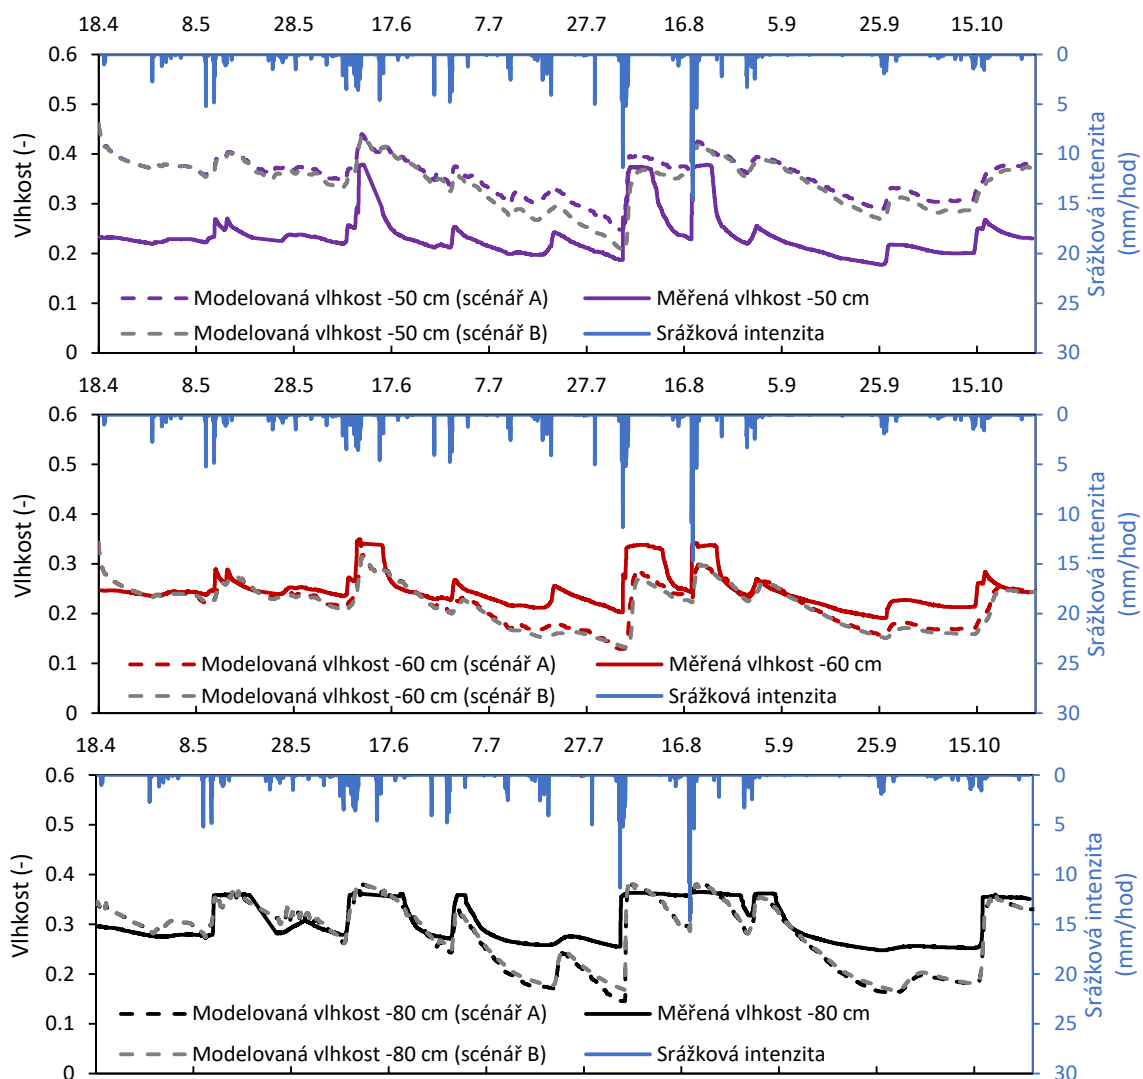 18.4 8.5 28.5 17.6 7.7 27.7 16.8 5.9 25.9 15.10
0.6 0
0.5 5
0.4 10
0.3 15
0.2 20
0.1 25
0 30
Vlhkost (-)
Srážková intenzita
(mm/hod)
Modelovaná vlhkost -50 cm (scénář A) Měřená vlhkost -50 cm
Modelovaná vlhkost -50 cm (scénář B) Srážková intenzita
18.4 8.5 28.5 17.6 7.7 27.7 16.8 5.9 25.9 15.10
0.6 0
0.5 5
0.4 10
0.3 15
0.2 20
0.1 25
0 30
Vlhkost (-)
Srážková intenzita
(mm/hod)
Modelovaná vlhkost -60 cm (scénář A) Měřená vlhkost -60 cm
Modelovaná vlhkost -60 cm (scénář B) Srážková intenzita
18.4 8.5 28.5 17.6 7.7 27.7 16.8 5.9 25.9 15.10
0.6 0
0.5 5
0.4 10
0.3 15
0.2 20
0.1 25
0 30
Vlhkost (-)
Srážková intenzita
(mm/hod)
Modelovaná vlhkost -80 cm (scénář A) Měřená vlhkost -80 cm
Modelovaná vlhkost -80 cm (scénář B) Srážková intenzita